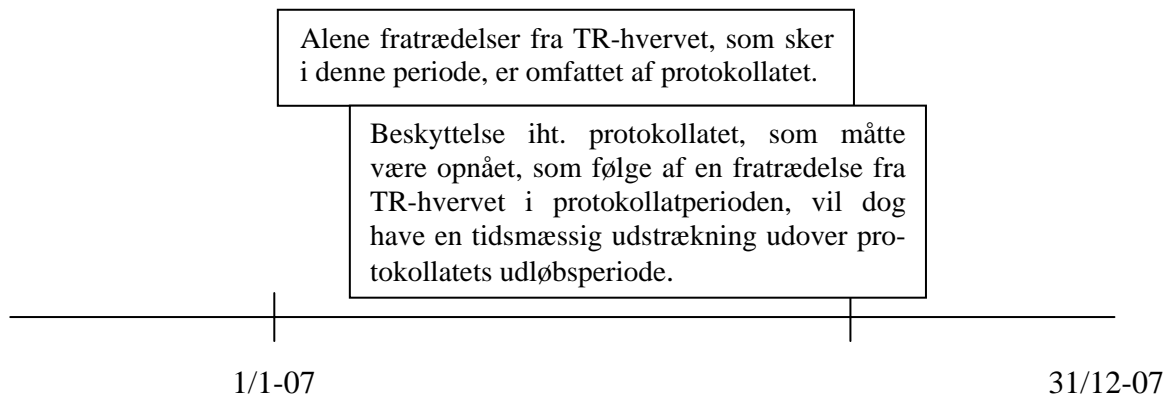 Alene fratrædelser fra TR-hvervet, som sker
i denne periode, er omfattet af protokollatet.
Beskyttelse iht. protokollatet, som måtte
være opnået, som følge af en fratrædelse fra
TR-hvervet i protokollatperioden, vil dog
have en tidsmæssig udstrækning udover pro-
tokollatets udløbsperiode.
1/1-07 31/12-07